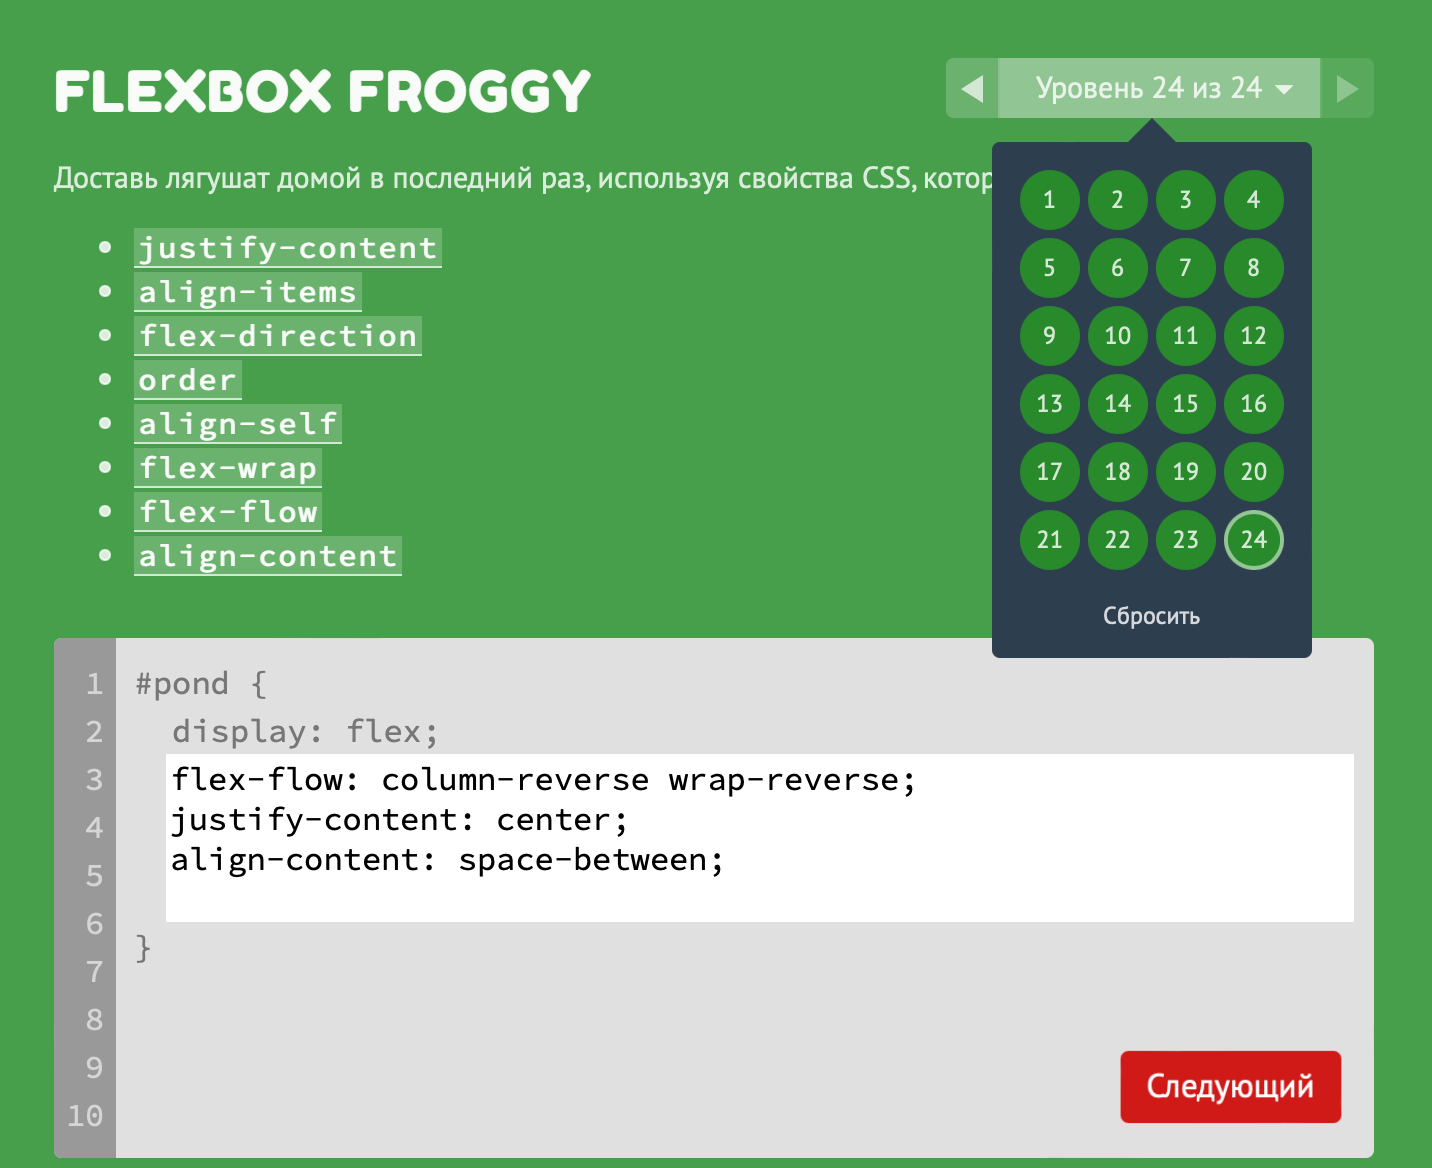 FLEXBOX FROGGY
Уровень 24 из 24
Доставь лягушат домой в последний раз, используя свойства CSS,
justify-content
align-items
flex-direction
order
align-self
flex-wrap
flex-flow
align-content
1 2 3 4
5 6 7 8
9 10 11 12
13 14 15 16
17 18 19 20
21 22 23 24
Сбросить
1 #pond {
2 display: flex;
3 flex-flow: column-reverse wrap-reverse;
4 justify-content: center;
5 align-content: space-between;
6 }
7
8
9
10
Следующий